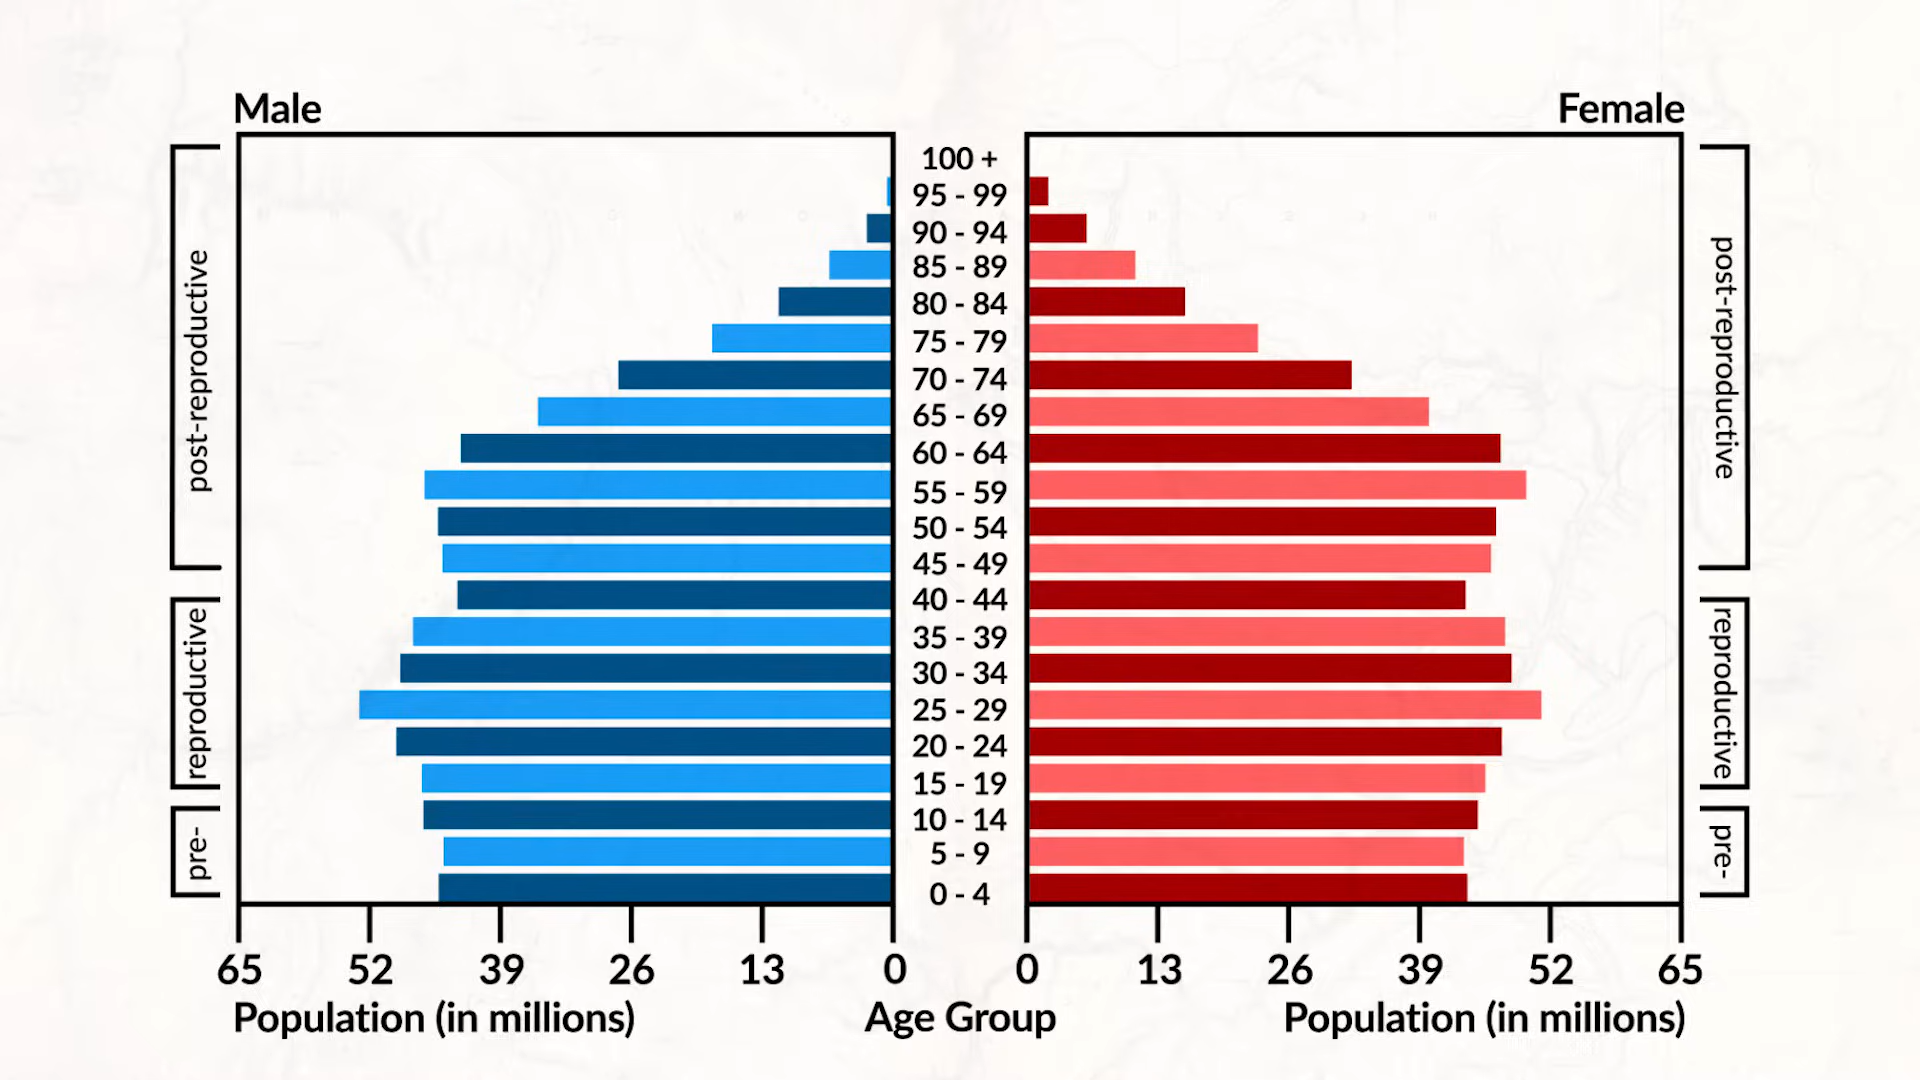 Male
Female
100 +
95 - 99
90 - 94
85 - 89
80 - 84
75 - 79
70 - 74
65 - 69
60 - 64
55 - 59
50 - 54
45 - 49
40 - 44
35 - 39
30 - 34
25 - 29
20 - 24
15 - 19
10 - 14
5 - 9
0 - 4
post-reproductive
reproductive
pre-
post-reproductive
reproductive
pre-
65 52 39 26 13 0
0 13 26 39 52 65
Population (in millions)
Age Group
Population (in millions)